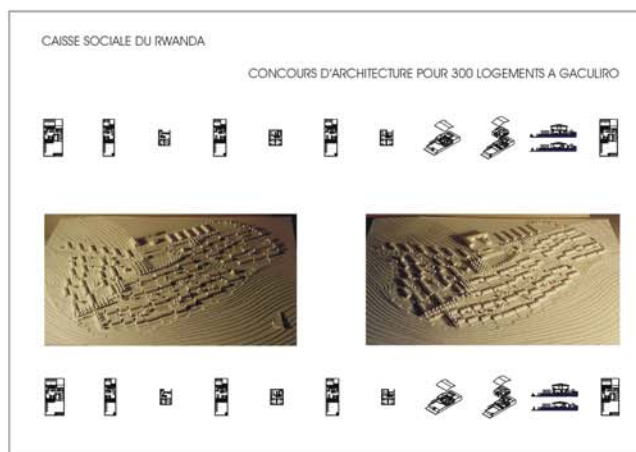 CAISSE SOCIALE DU RWANDA
CONCOURS D'ARCHITECTURE POUR 300 LOGEMENTS A GACULIRO